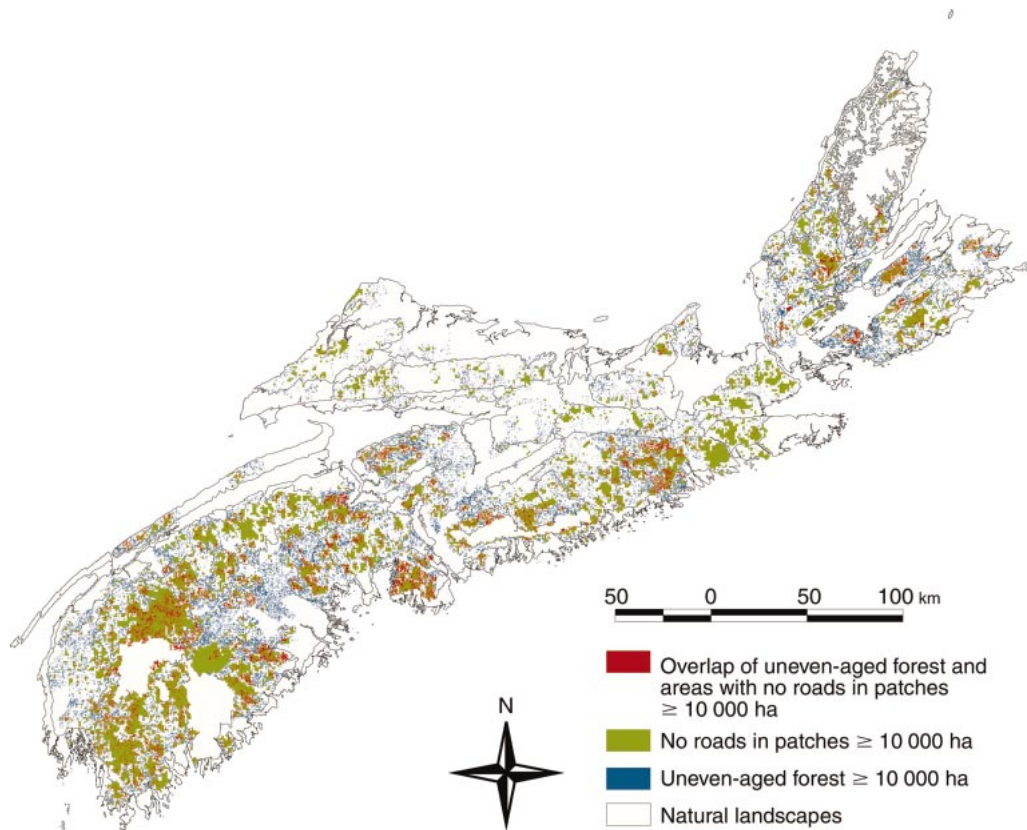 50 0 50 100 km
Overlap of uneven-aged forest and
areas with no roads in patches
≥ 10 000 ha
N
No roads in patches ≥ 10 000 ha
Uneven-aged forest ≥ 10 000 ha
Natural landscapes